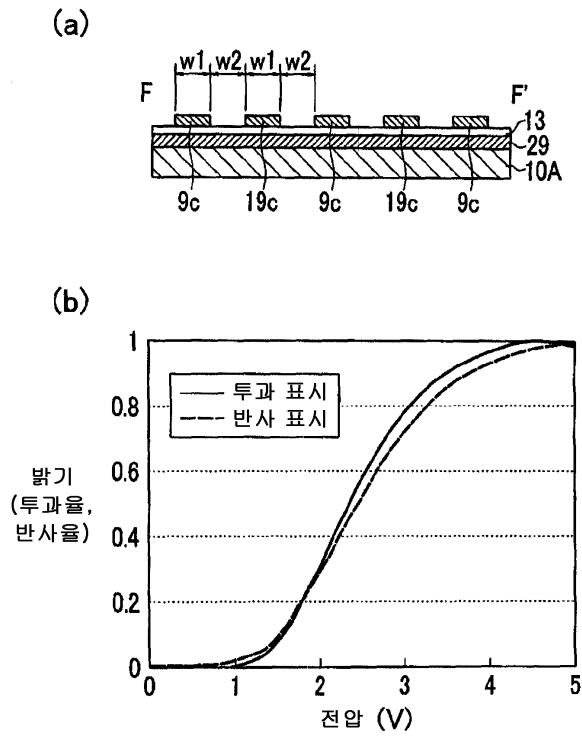 (a)
w1 w2 w1 w2
F F'
13
29
10A
9c 19c 9c 19c 9c
(b)
1
투과 표시
반사 표시
0.8
밝기
(투과율,
반사율)
0.6
0.4
0.2
0
0 1 2 3 4 5
전압 (V)